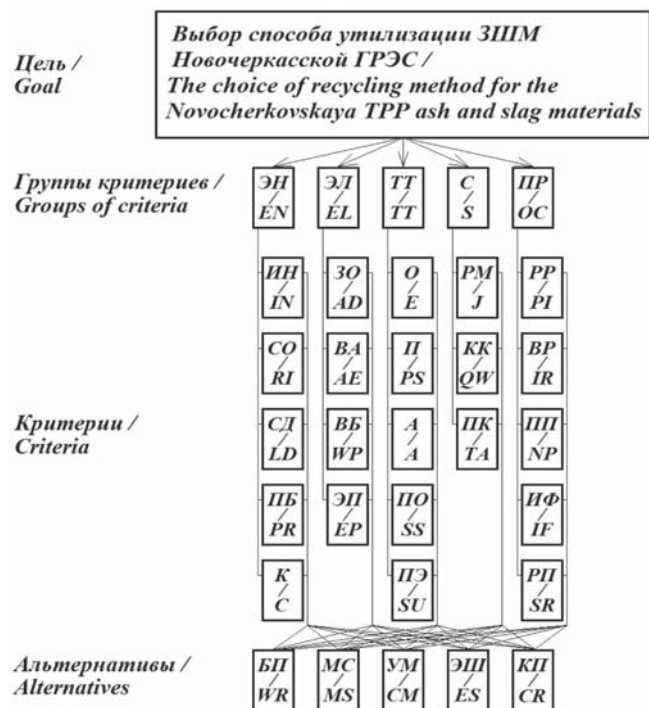 Цель /
Goal
Выбор способа утилизации ЗШМ
Новочеркасской ГРЭС /
The choice of recycling method for the
Novocherkovskaya TPP ash and slag materials
Группы критериев /
Groups of criteria
ЭН / EN
ЭЛ / EL
ТТ / TT
С / S
ПР / OC
Критерии /
Criteria
ИН / IN
ЗО / AD
О / E
РМ / J
РР / PI
СО / RI
ВА / AE
П / PS
КК / QW
ВР / IR
СД / LD
ВБ / WP
А / A
ПК / TA
ПП / NP
ПБ / PR
ЭП / EP
ПО / SS
ИФ / IF
К / C
ПЭ / SU
РП / SR
Альтернативы /
Alternatives
БП / WR
МС / MS
УМ / CM
ЭШ / ES
КП / CR